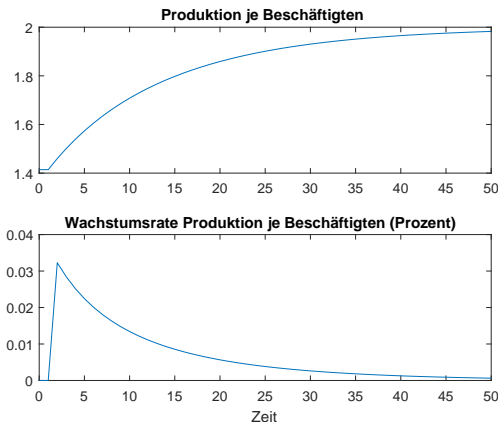 Produktion je Beschäftigten
2
1.8
1.6
1.4
0 5 10 15 20 25 30 35 40 45 50
Wachstumsrate Produktion je Beschäftigten (Prozent)
0.04
0.03
0.02
0.01
0
0 5 10 15 20 25 30 35 40 45 50
Zeit